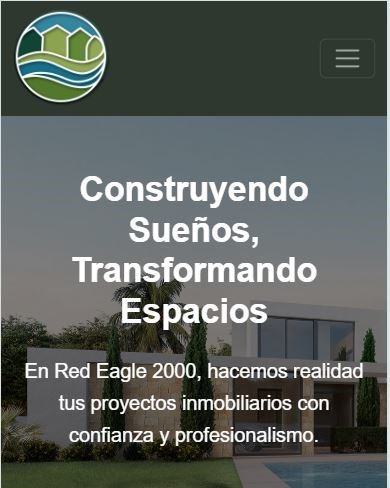 Construyendo
Sueños,
Transformando
Espacios
En Red Eagle 2000, hacemos realidad
tus proyectos inmobiliarios con
confianza y profesionalismo.